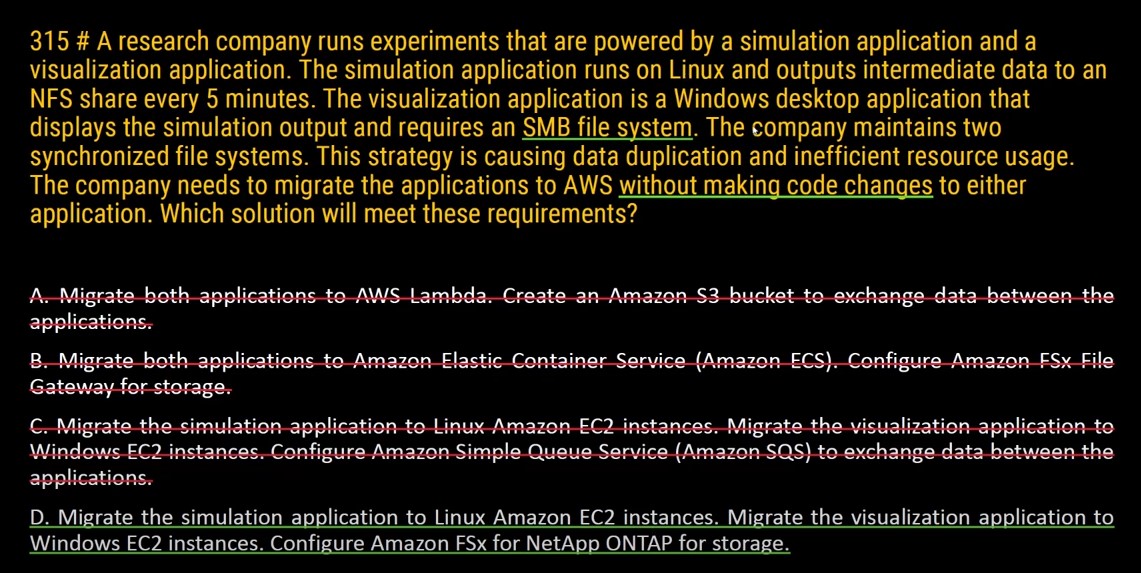 315 # A research company runs experiments that are powered by a simulation application and a
visualization application. The simulation application runs on Linux and outputs intermediate data to an
NFS share every 5 minutes. The visualization application is a Windows desktop application that
displays the simulation output and requires an SMB file system. The company maintains two
synchronized file systems. This strategy is causing data duplication and inefficient resource usage.
The company needs to migrate the applications to AWS without making code changes to either
application. Which solution will meet these requirements?
A. Migrate both applications to AWS Lambda. Create an Amazon S3 bucket to exchange data between the
applications.
B. Migrate both applications to Amazon Elastic Container Service (Amazon ECS). Configure Amazon FSx File
Gateway for storage.
C. Migrate the simulation application to Linux Amazon EC2 instances. Migrate the visualization application to
Windows EC2 instances. Configure Amazon Simple Queue Service (Amazon SQS) to exchange data between the
applications.
D. Migrate the simulation application to Linux Amazon EC2 instances. Migrate the visualization application to
Windows EC2 instances. Configure Amazon FSx for NetApp ONTAP for storage.